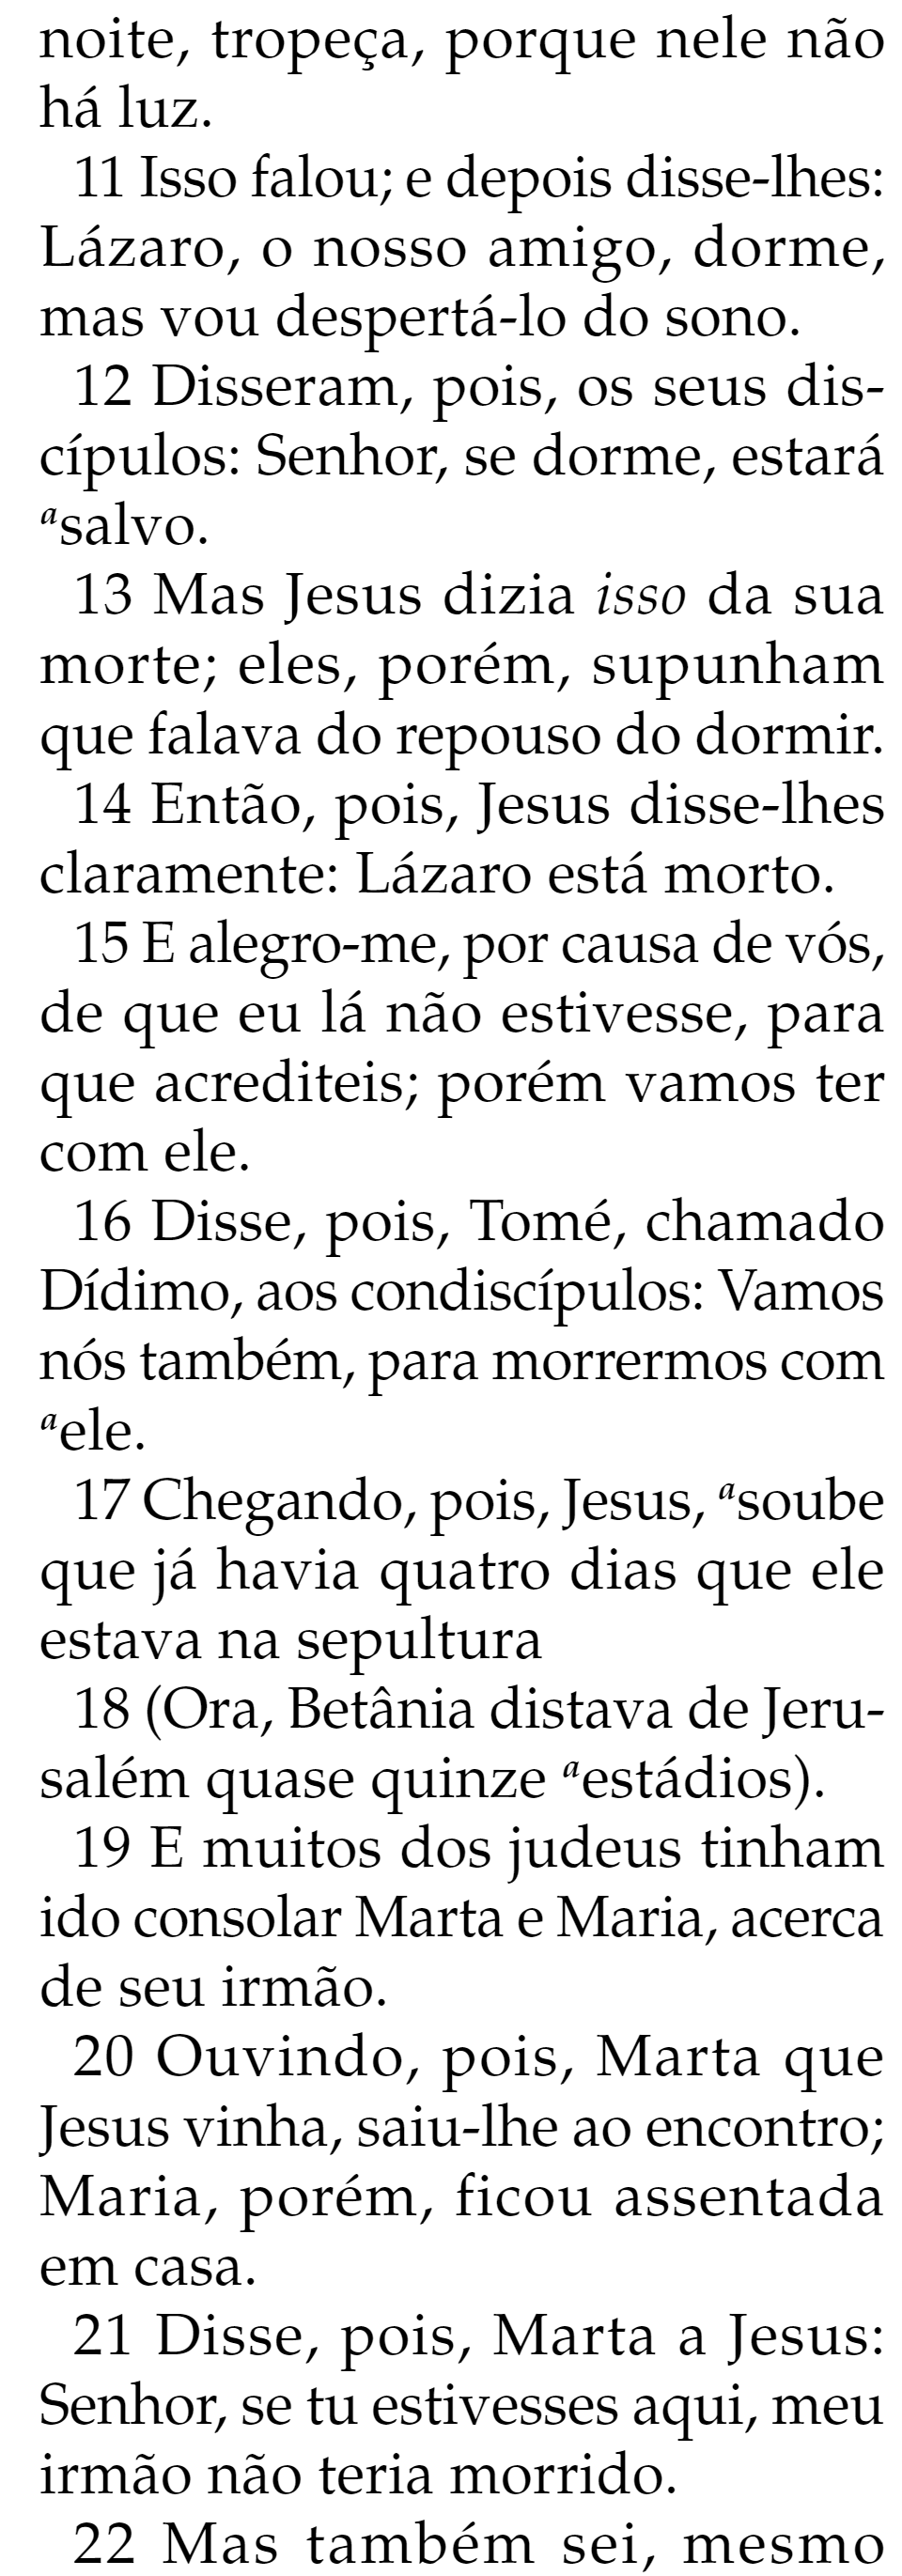 noite, tropeça, porque nele não
há luz.
11 Isso falou; e depois disse-lhes:
Lázaro, o nosso amigo, dorme,
mas vou despertá-lo do sono.
12 Disseram, pois, os seus dis-
cípulos: Senhor, se dorme, estará
ᵃsalvo.
13 Mas Jesus dizia isso da sua
morte; eles, porém, supunham
que falava do repouso do dormir.
14 Então, pois, Jesus disse-lhes
claramente: Lázaro está morto.
15 E alegro-me, por causa de vós,
de que eu lá não estivesse, para
que acrediteis; porém vamos ter
com ele.
16 Disse, pois, Tomé, chamado
Dídimo, aos condiscípulos: Vamos
nós também, para morrermos com
ᵃele.
17 Chegando, pois, Jesus, ᵃsoube
que já havia quatro dias que ele
estava na sepultura
18 (Ora, Betânia distava de Jeru-
salém quase quinze ᵃestádios).
19 E muitos dos judeus tinham
ido consolar Marta e Maria, acerca
de seu irmão.
20 Ouvindo, pois, Marta que
Jesus vinha, saiu-lhe ao encontro;
Maria, porém, ficou assentada
em casa.
21 Disse, pois, Marta a Jesus:
Senhor, se tu estivesses aqui, meu
irmão não teria morrido.
22 Mas também sei, mesmo